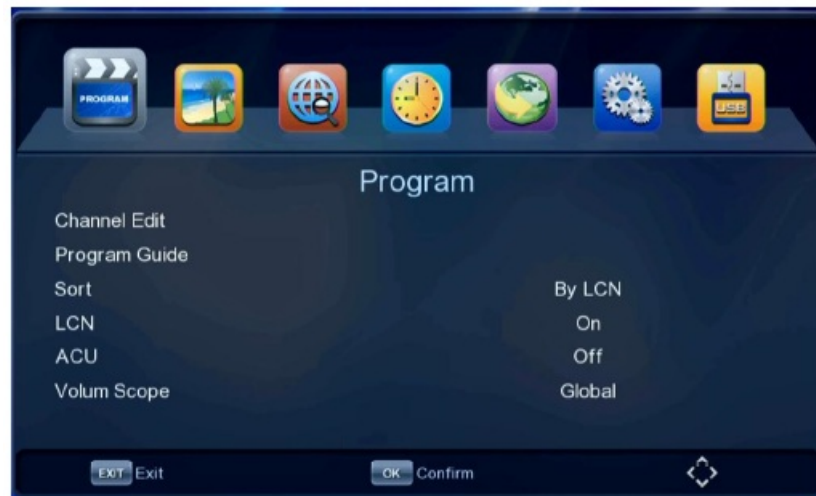 PROGRAM
USB
Program
Channel Edit
Program Guide
Sort By LCN
LCN On
ACU Off
Volum Scope Global
EXIT Exit OK Confirm